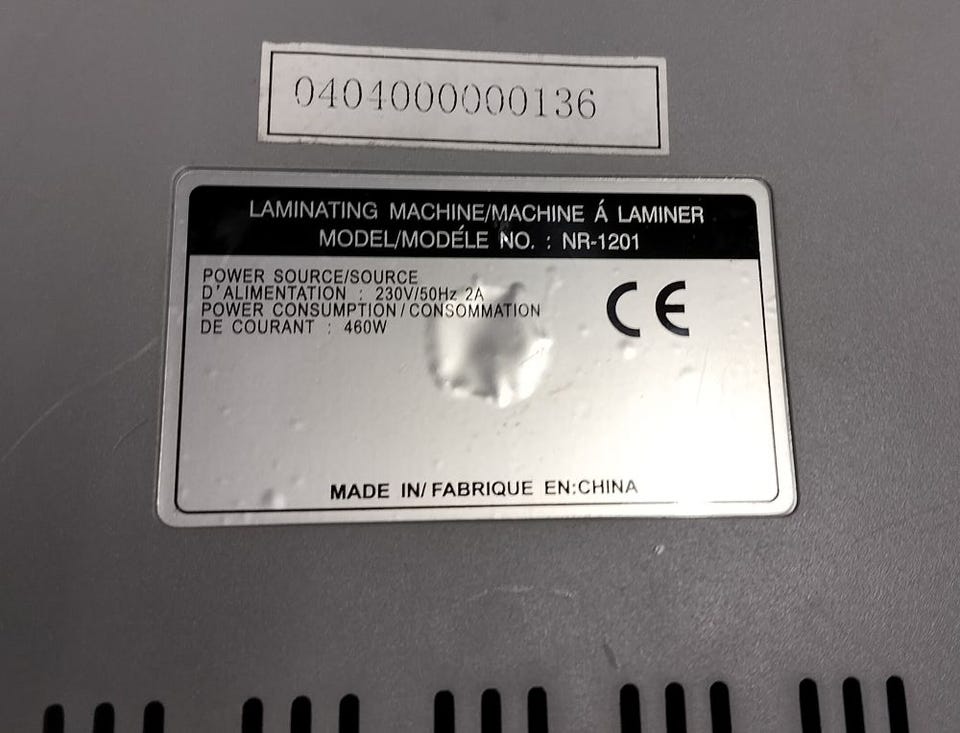 0404000000136
LAMINATING MACHINE/MACHINE Á LAMINER
MODEL/MODÉLE NO. : NR-1201
POWER SOURCE/SOURCE
D'ALIMENTATION : 230V/50Hz 2A
POWER CONSUMPTION/CONSOMMATION
DE COURANT : 460W
CE
MADE IN/FABRIQUE EN:CHINA